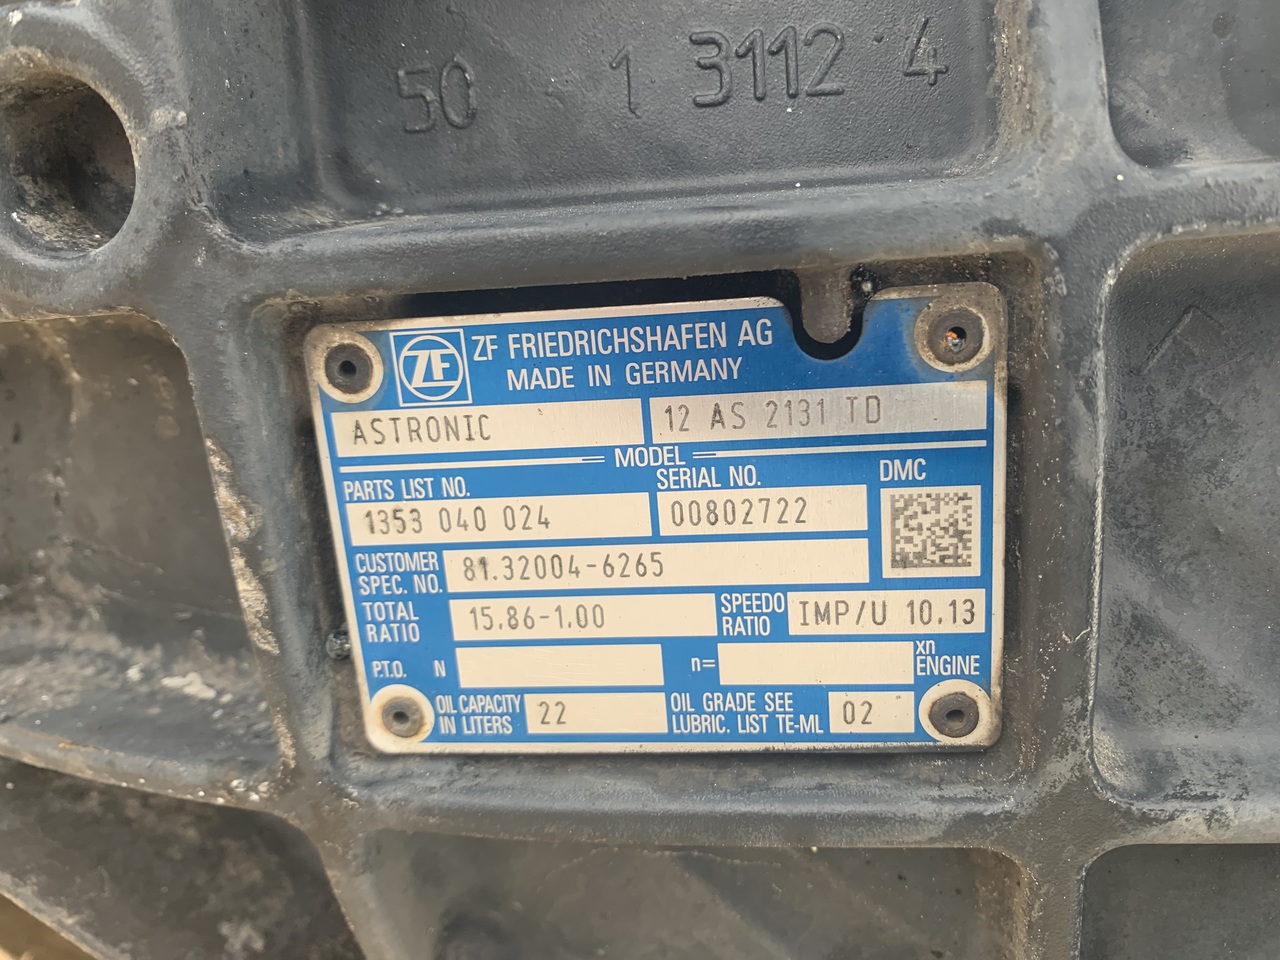 50 1 3112 4
ZF ZF FRIEDRICHSHAFEN AG
MADE IN GERMANY
ASTRONIC 12 AS 2131 TD
MODEL
PARTS LIST NO. SERIAL NO. DMC
1353 040 024 00802722
CUSTOMER SPEC. NO. 81.32004-6265
TOTAL RATIO 15.86-1.00 SPEEDO RATIO IMP/U 10.13
P.T.O. N n= xn ENGINE
OIL CAPACITY IN LITERS 22 OIL GRADE SEE LUBRIC. LIST TE-ML 02